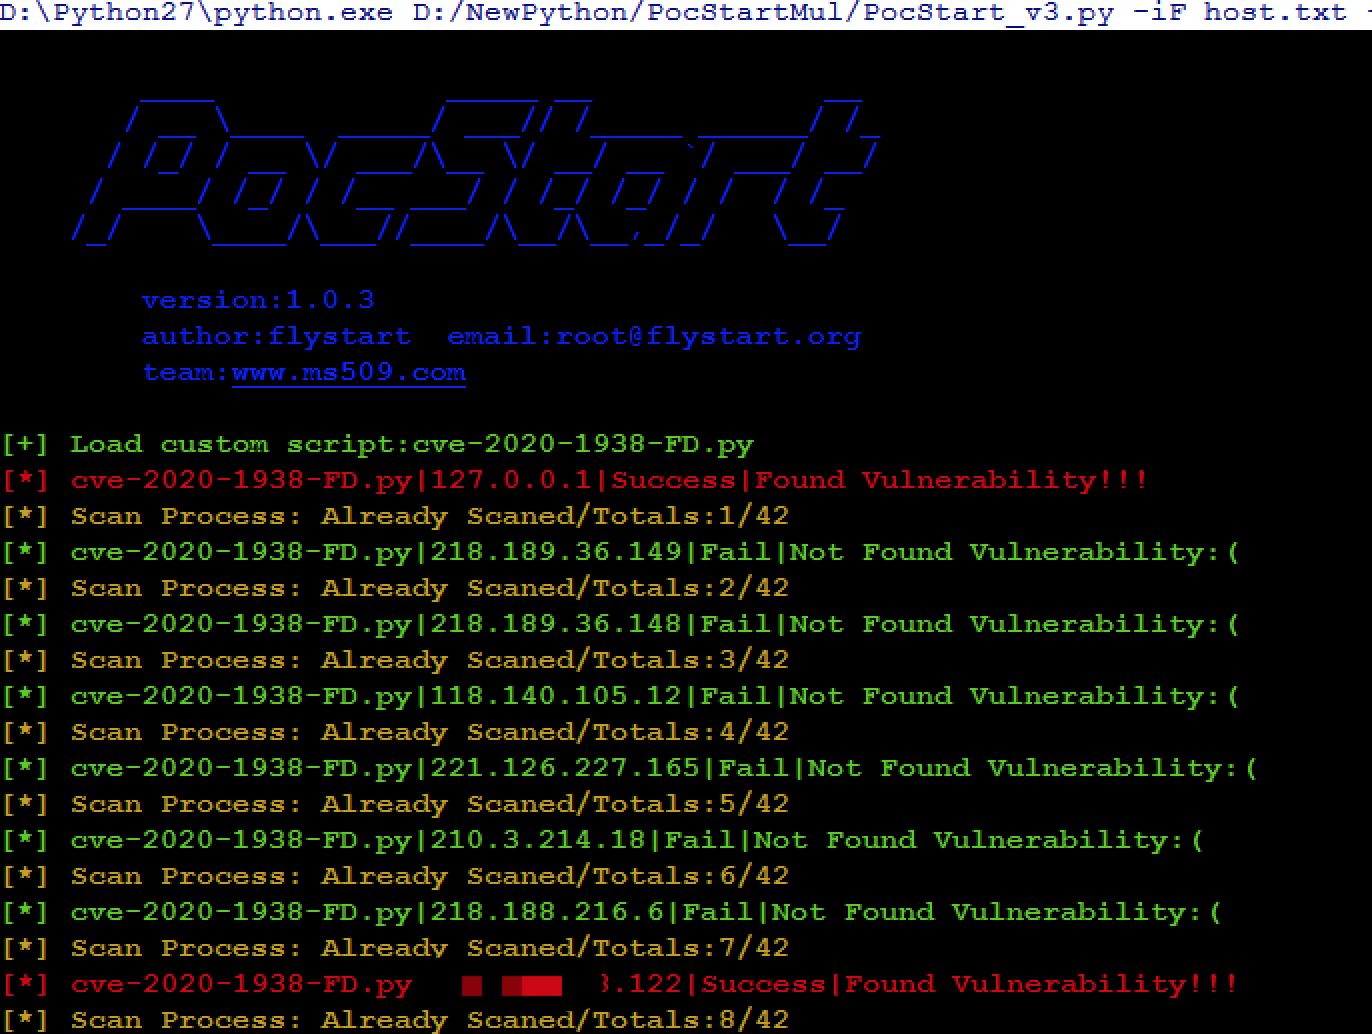 D:\Python27\python.exe D:/NewPython/PocStartMul/PocStart_v3.py -iF host.txt -
PocStart
version:1.0.3
author:flystart  email:root@flystart.org
team:www.ms509.com
[+] Load custom script:cve-2020-1938-FD.py
[*] cve-2020-1938-FD.py|127.0.0.1|Success|Found Vulnerability!!!
[*] Scan Process: Already Scaned/Totals:1/42
[*] cve-2020-1938-FD.py|218.189.36.149|Fail|Not Found Vulnerability:(
[*] Scan Process: Already Scaned/Totals:2/42
[*] cve-2020-1938-FD.py|218.189.36.148|Fail|Not Found Vulnerability:(
[*] Scan Process: Already Scaned/Totals:3/42
[*] cve-2020-1938-FD.py|118.140.105.12|Fail|Not Found Vulnerability:(
[*] Scan Process: Already Scaned/Totals:4/42
[*] cve-2020-1938-FD.py|221.126.227.165|Fail|Not Found Vulnerability:(
[*] Scan Process: Already Scaned/Totals:5/42
[*] cve-2020-1938-FD.py|210.3.214.18|Fail|Not Found Vulnerability:(
[*] Scan Process: Already Scaned/Totals:6/42
[*] cve-2020-1938-FD.py|218.188.216.6|Fail|Not Found Vulnerability:(
[*] Scan Process: Already Scaned/Totals:7/42
[*] cve-2020-1938-FD.py .122|Success|Found Vulnerability!!!
[*] Scan Process: Already Scaned/Totals:8/42